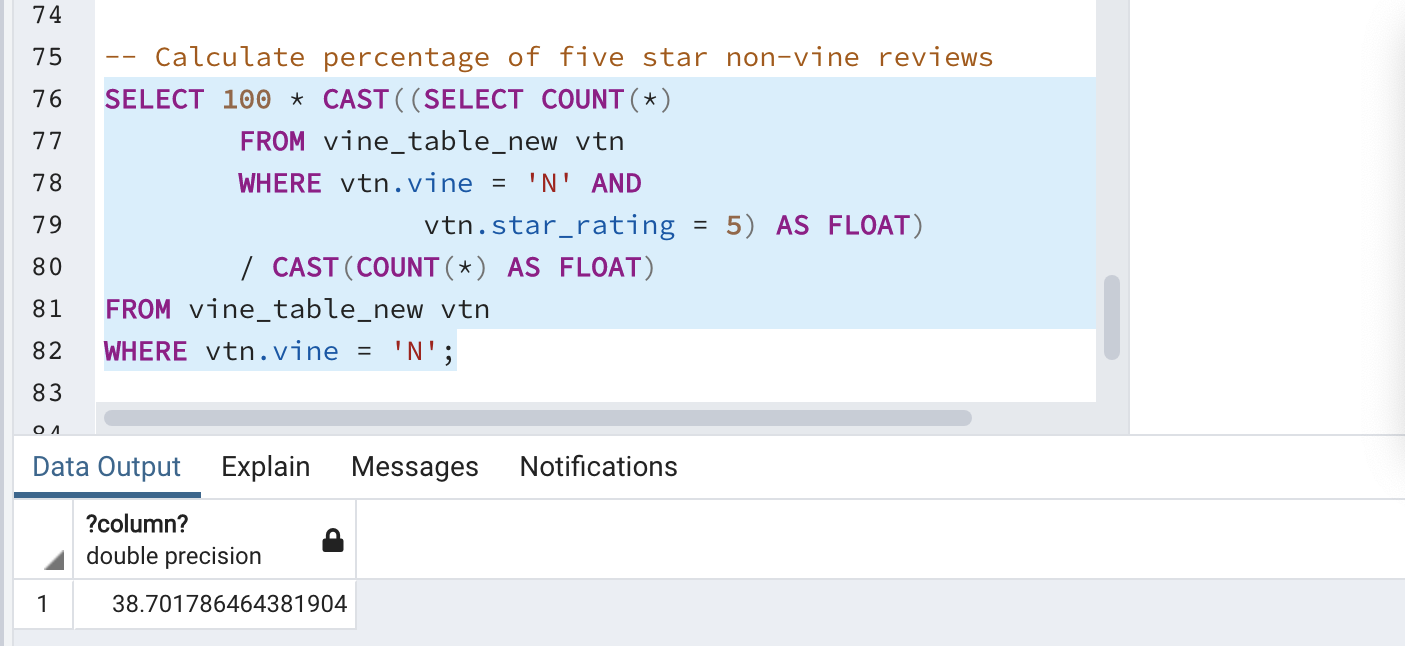 74
75 -- Calculate percentage of five star non-vine reviews
76 SELECT 100 * CAST((SELECT COUNT(*)
77 FROM vine_table_new vtn
78 WHERE vtn.vine = 'N' AND
79 vtn.star_rating = 5) AS FLOAT)
80 / CAST(COUNT(*) AS FLOAT)
81 FROM vine_table_new vtn
82 WHERE vtn.vine = 'N';
83
84
Data Output Explain Messages Notifications
?column?
double precision
1 38.701786464381904